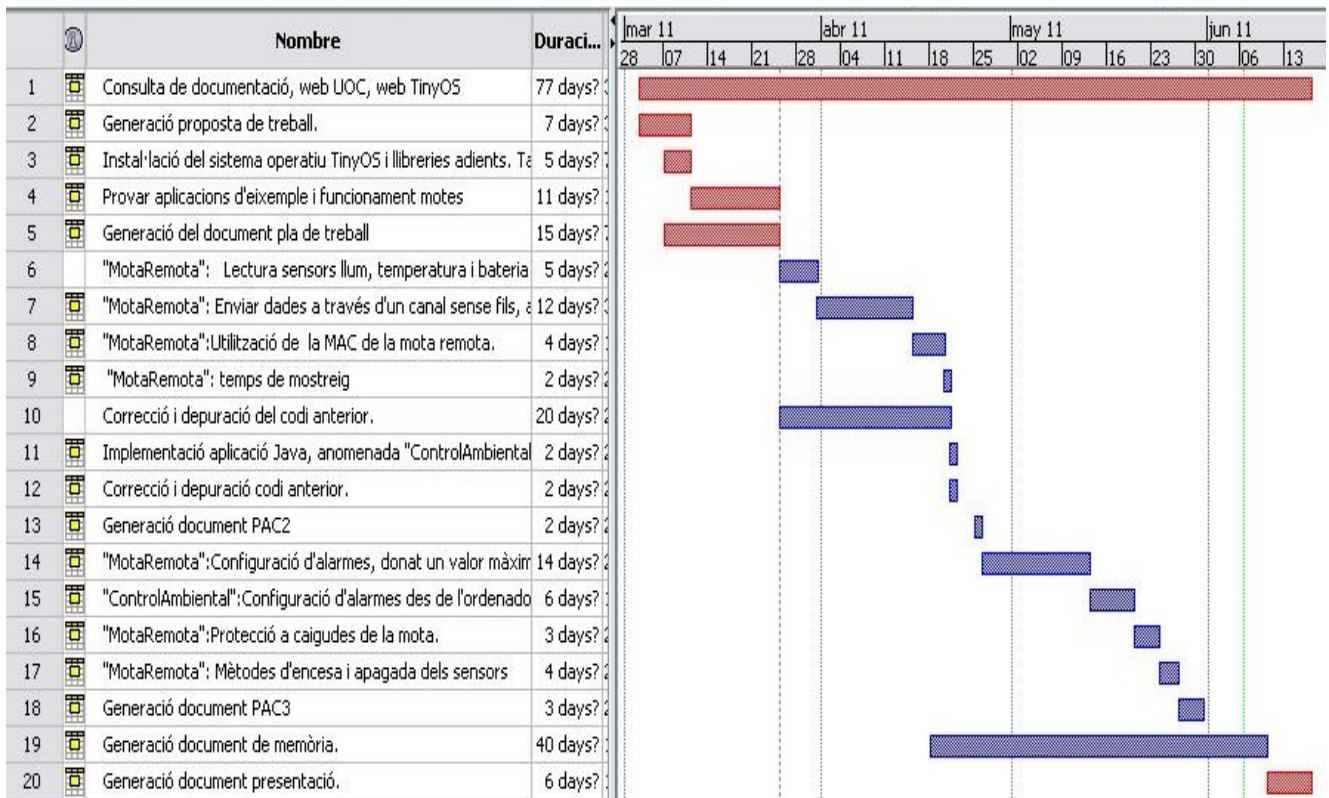 Nombre Duraci... mar 11 abr 11 may 11 jun 11
28 07 14 21 28 04 11 18 25 02 09 16 23 30 06 13
1 Consulta de documentació, web UOC, web TinyOS 77 days?
2 Generació proposta de treball. 7 days?
3 Instal·lació del sistema operatiu TinyOS i llibreries adients. Ta 5 days?
4 Provar aplicacions d'eixemple i funcionament motes 11 days?
5 Generació del document pla de treball 15 days?
6 "MotaRemota": Lectura sensors llum, temperatura i bateria 5 days?
7 "MotaRemota": Enviar dades a través d'un canal sense fils, a 12 days?
8 "MotaRemota":Utilització de la MAC de la mota remota. 4 days?
9 "MotaRemota": temps de mostreig 2 days?
10 Correcció i depuració del codi anterior. 20 days?
11 Implementació aplicació Java, anomenada "ControlAmbiental 2 days?
12 Correcció i depuració codi anterior. 2 days?
13 Generació document PAC2 2 days?
14 "MotaRemota":Configuració d'alarmes, donat un valor màxim 14 days?
15 "ControlAmbiental":Configuració d'alarmes des de l'ordenado 6 days?
16 "MotaRemota":Protecció a caigudes de la mota. 3 days?
17 "MotaRemota": Mètodes d'encesa i apagada dels sensors 4 days?
18 Generació document PAC3 3 days?
19 Generació document de memòria. 40 days?
20 Generació document presentació. 6 days?